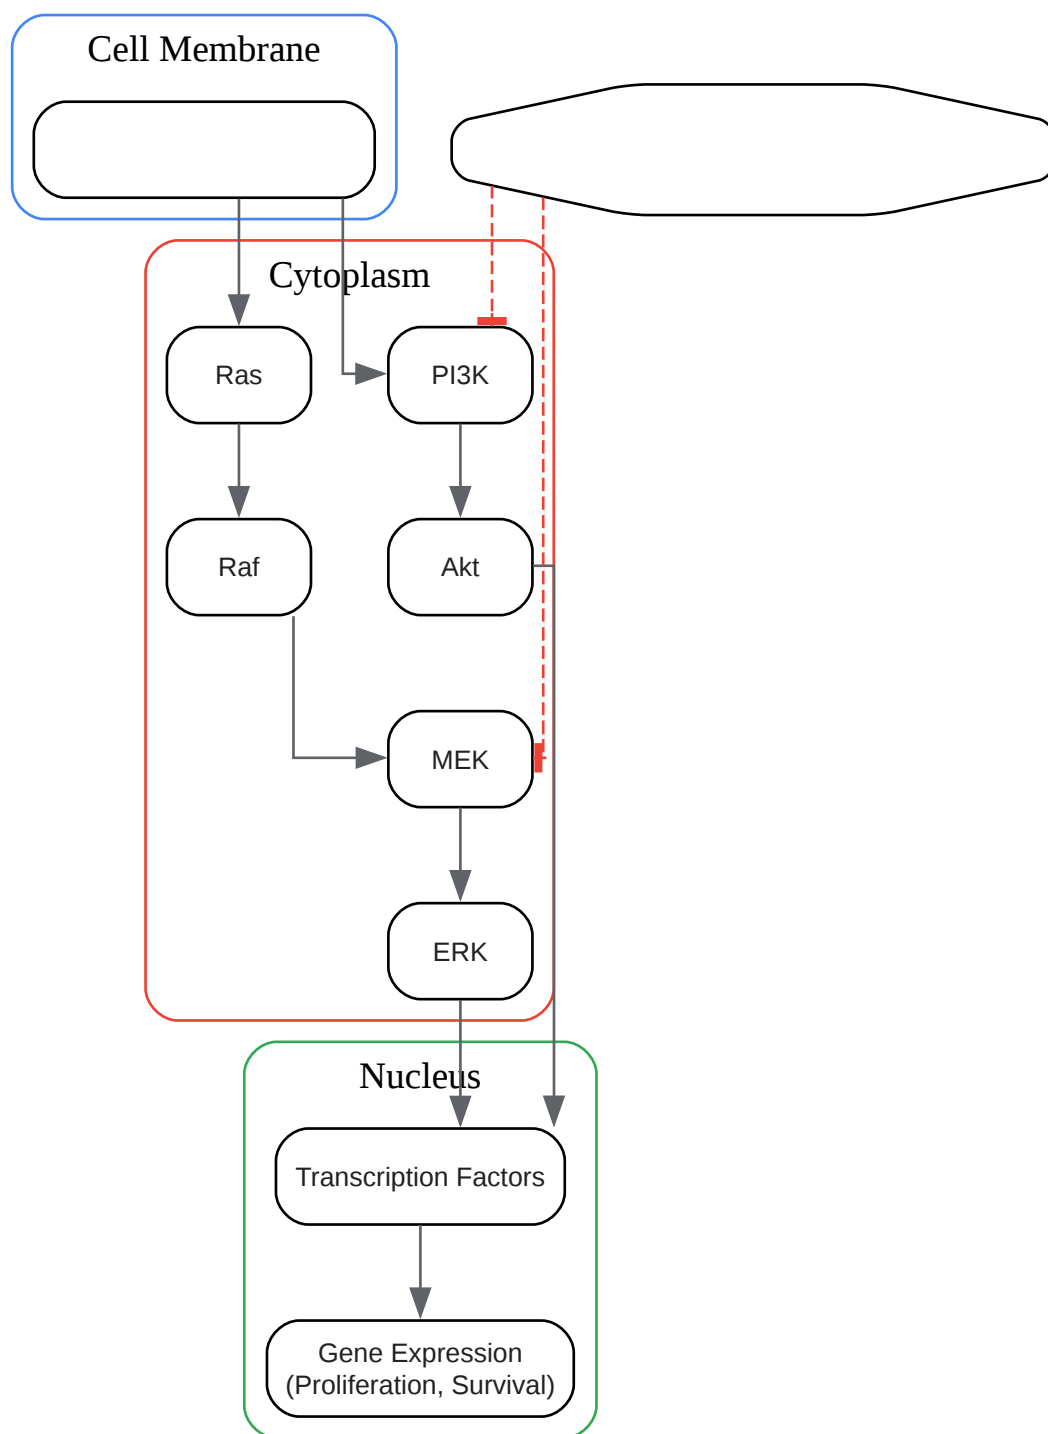 Cell Membrane
Cytoplasm
Ras
PI3K
Raf
Akt
MEK
ERK
Nucleus
Transcription Factors
Gene Expression
(Proliferation, Survival)